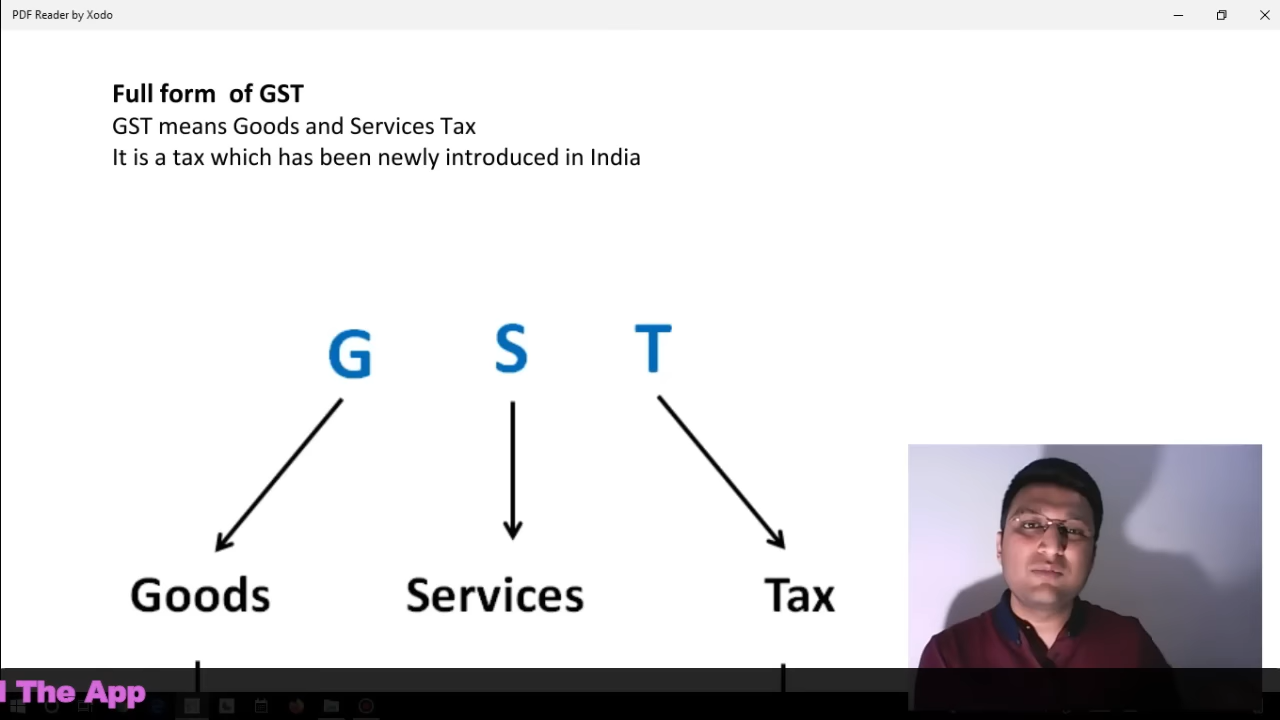 PDF Reader by Xodo
Full form of GST
GST means Goods and Services Tax
It is a tax which has been newly introduced in India
G S T
Goods Services Tax
The App